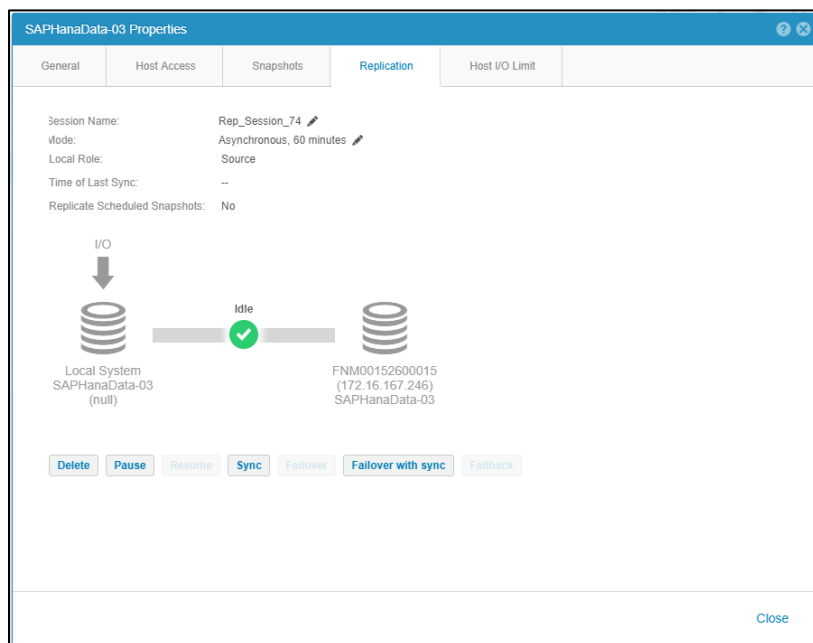 SAPHanaData-03 Properties
General Host Access Snapshots Replication Host I/O Limit
Session Name: Rep_Session_74
Mode: Asynchronous, 60 minutes
Local Role: Source
Time of Last Sync: --
Replicate Scheduled Snapshots: No
I/O
Idle
Local System
SAPHanaData-03
(null)
FNM00152600015
(172.16.167.246)
SAPHanaData-03
Delete Pause Resume Sync Failover Failover with sync Failback
Close